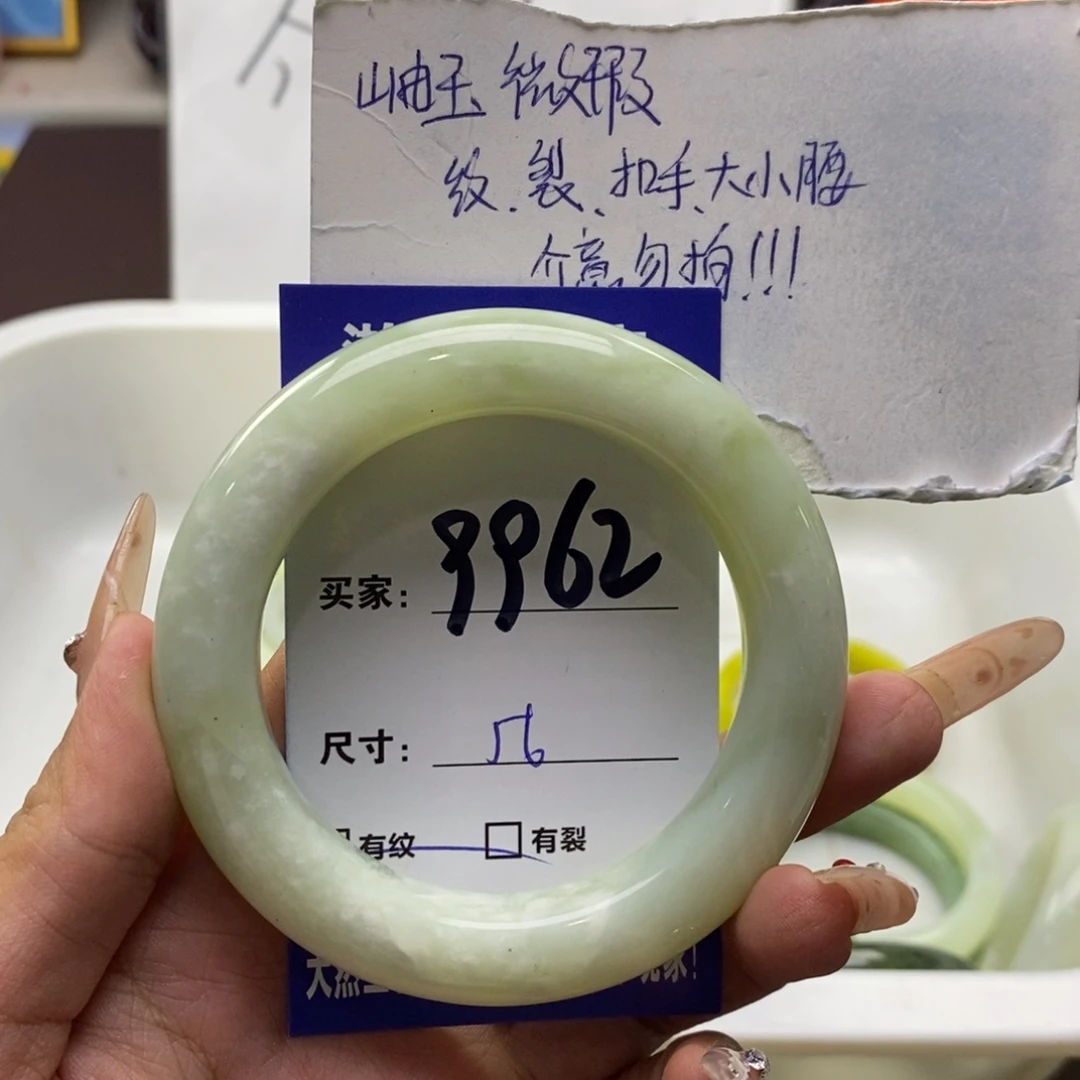 岫玉 微瑕
纹、裂、扣手、大小腰
介意勿拍!!!
买家: 9962
尺寸: 56
有纹 有裂